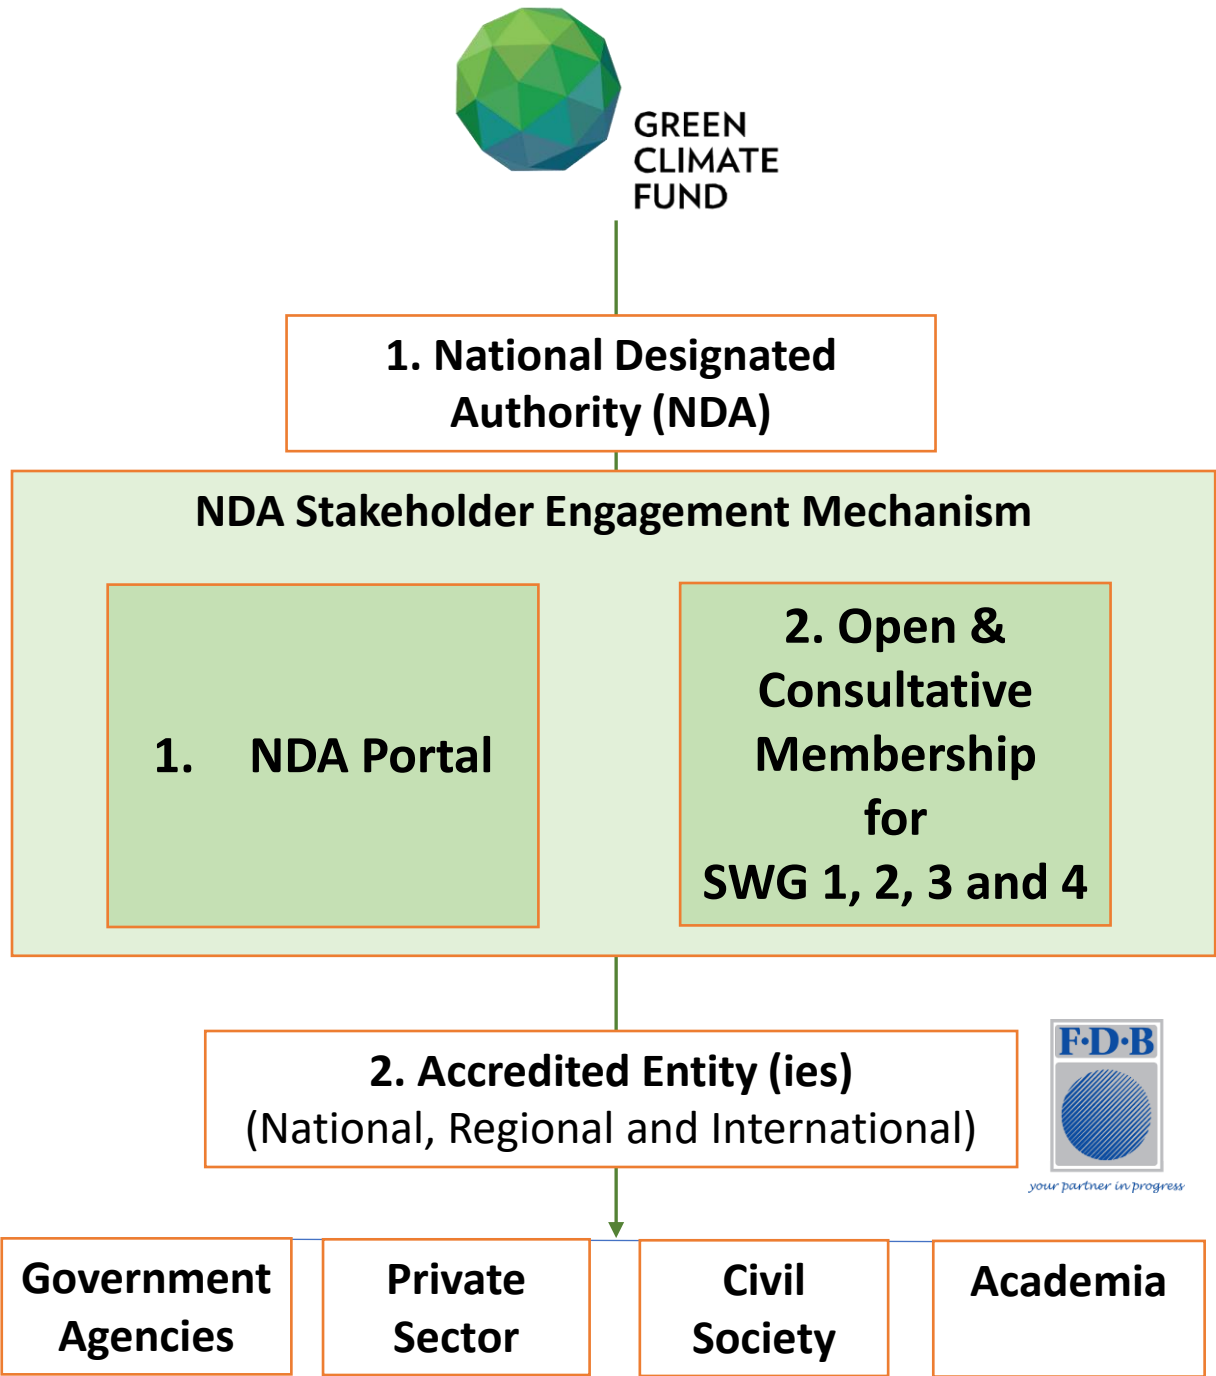 GREEN
CLIMATE
FUND
1. National Designated
Authority (NDA)
NDA Stakeholder Engagement Mechanism
1. NDA Portal
2. Open &
Consultative
Membership
for
SWG 1, 2, 3 and 4
2. Accredited Entity (ies)
(National, Regional and International)
F·D·B
your partner in progress
Government
Agencies
Private
Sector
Civil
Society
Academia